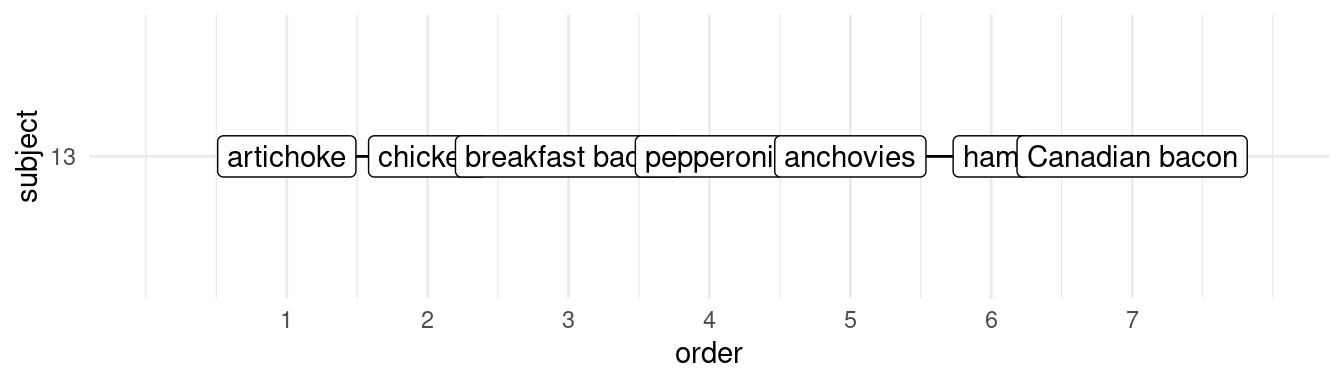 subject
13
artichoke chicke breakfast bac pepperoni anchovies ham Canadian bacon
1 2 3 4 5 6 7
order